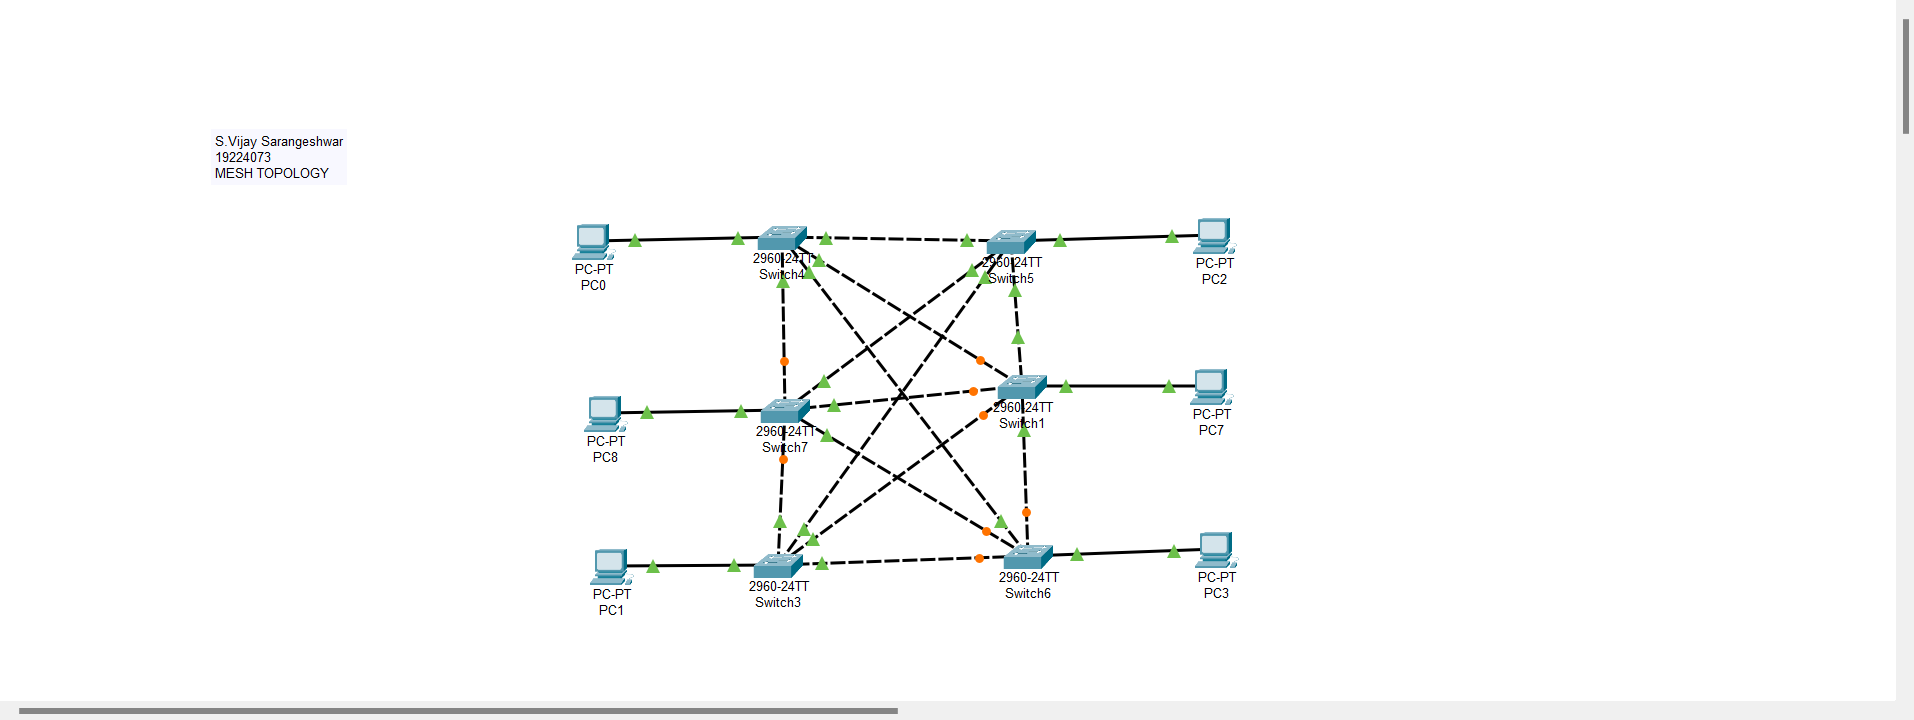 S.Vijay Sarangeshwar
19224073
MESH TOPOLOGY
PC-PT
PC0
2960-24TT
Switch4
2960-24TT
Switch5
PC-PT
PC2
PC-PT
PC8
2960-24TT
Switch7
2960-24TT
Switch1
PC-PT
PC7
PC-PT
PC1
2960-24TT
Switch3
2960-24TT
Switch6
PC-PT
PC3